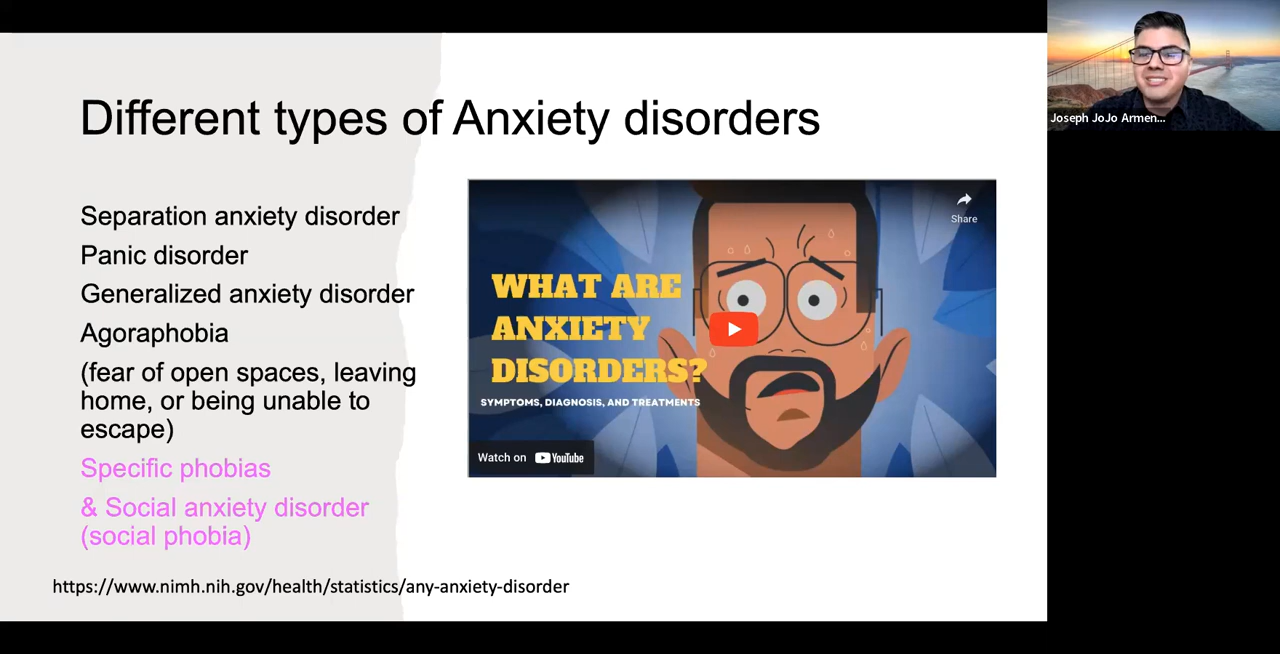 Different types of Anxiety disorders
Separation anxiety disorder
Panic disorder
Generalized anxiety disorder
Agoraphobia
(fear of open spaces, leaving
home, or being unable to
escape)
Specific phobias
& Social anxiety disorder
(social phobia)
https://www.nimh.nih.gov/health/statistics/any-anxiety-disorder
Share
WHAT ARE
ANXIETY
DISORDERS?
SYMPTOMS, DIAGNOSIS, AND TREATMENTS
Watch on YouTube
Joseph JoJo Armen...